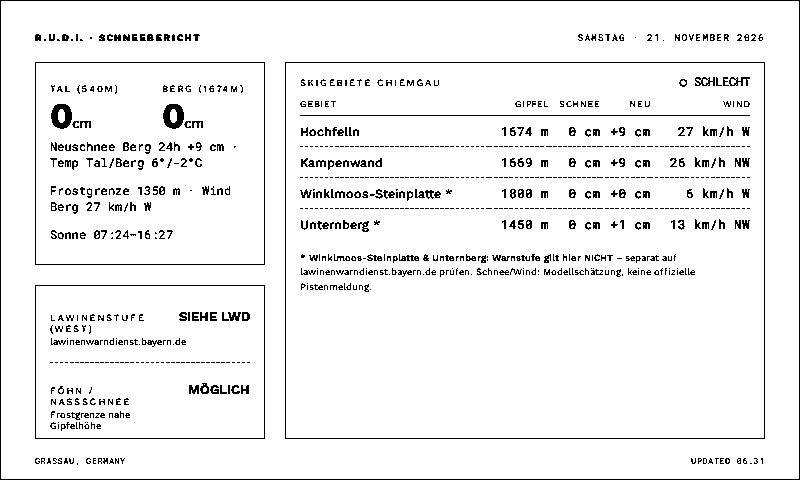 R.U.D.I. · SCHNEEBERICHT
SAMSTAG · 21. NOVEMBER 2026
TAL (540M)
BERG (1674M)
0cm
0cm
Neuschnee Berg 24h +9 cm ·
Temp Tal/Berg 6°/-2°C
Frostgrenze 1350 m · Wind
Berg 27 km/h W
Sonne 07:24–16:27
LAWINENSTUFE (WEST)
SIEHE LWD
lawinenwarndienst.bayern.de
FÖHN / NASSSCHNEE
MÖGLICH
Frostgrenze nahe
Gipfelhöhe
SKIGEBIETE CHIEMGAU
SCHLECHT
GEBIET GIPFEL SCHNEE NEU WIND
Hochfelln 1674 m 0 cm +9 cm 27 km/h W
Kampenwand 1669 m 0 cm +9 cm 26 km/h NW
Winklmoos-Steinplatte * 1800 m 0 cm +0 cm 6 km/h W
Unternberg * 1450 m 0 cm +1 cm 13 km/h NW
* Winklmoos-Steinplatte & Unternberg: Warnstufe gilt hier NICHT – separat auf
lawinenwarndienst.bayern.de prüfen. Schnee/Wind: Modellschätzung, keine offizielle
Pistenmeldung.
GRASSAU, GERMANY
UPDATED 06.31